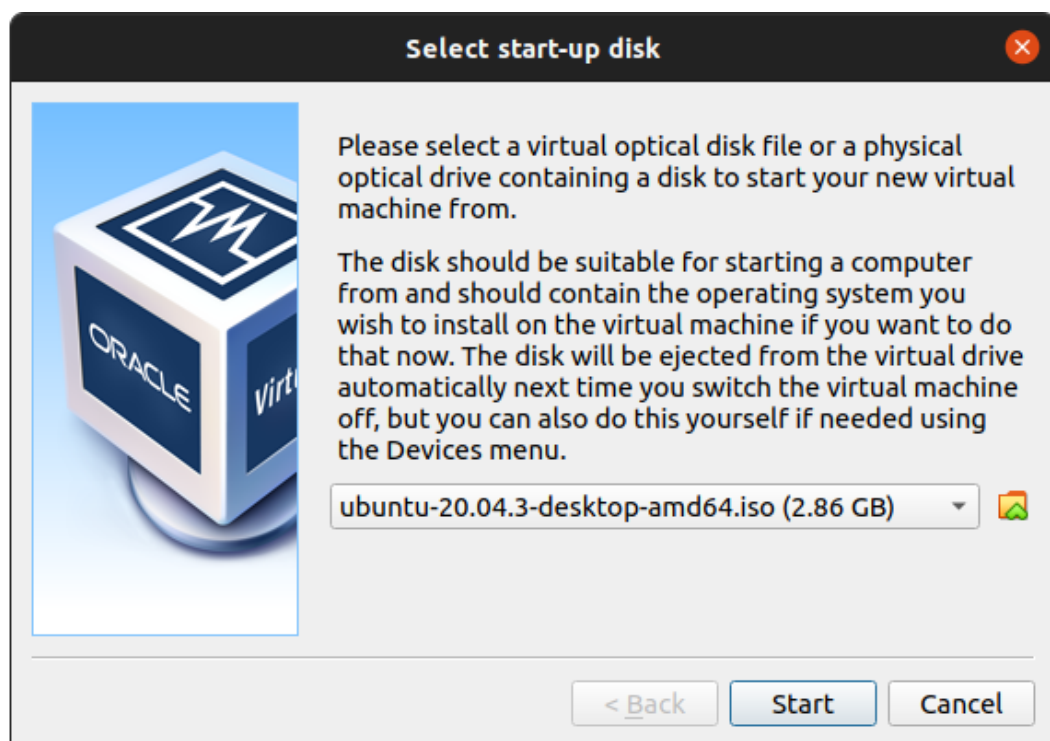 Select start-up disk
Please select a virtual optical disk file or a physical
optical drive containing a disk to start your new virtual
machine from.
The disk should be suitable for starting a computer
from and should contain the operating system you
wish to install on the virtual machine if you want to do
that now. The disk will be ejected from the virtual drive
automatically next time you switch the virtual machine
off, but you can also do this yourself if needed using
the Devices menu.
ORACLE
Virt
ubuntu-20.04.3-desktop-amd64.iso (2.86 GB)
< Back
Start
Cancel